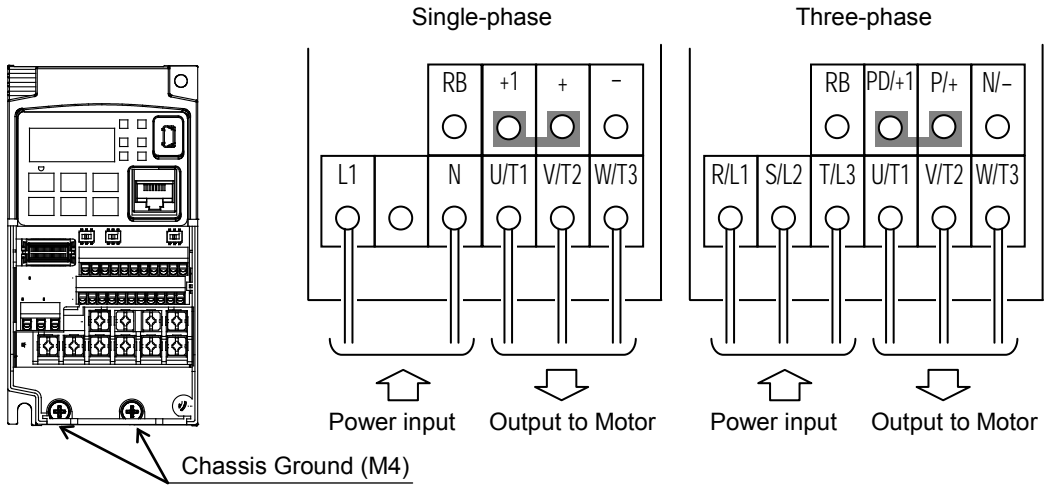 Single-phase
Three-phase
RB +1 + −
L1 N U/T1 V/T2 W/T3
Power input Output to Motor
RB PD/+1 P/+ N/−
R/L1 S/L2 T/L3 U/T1 V/T2 W/T3
Power input Output to Motor
Chassis Ground (M4)